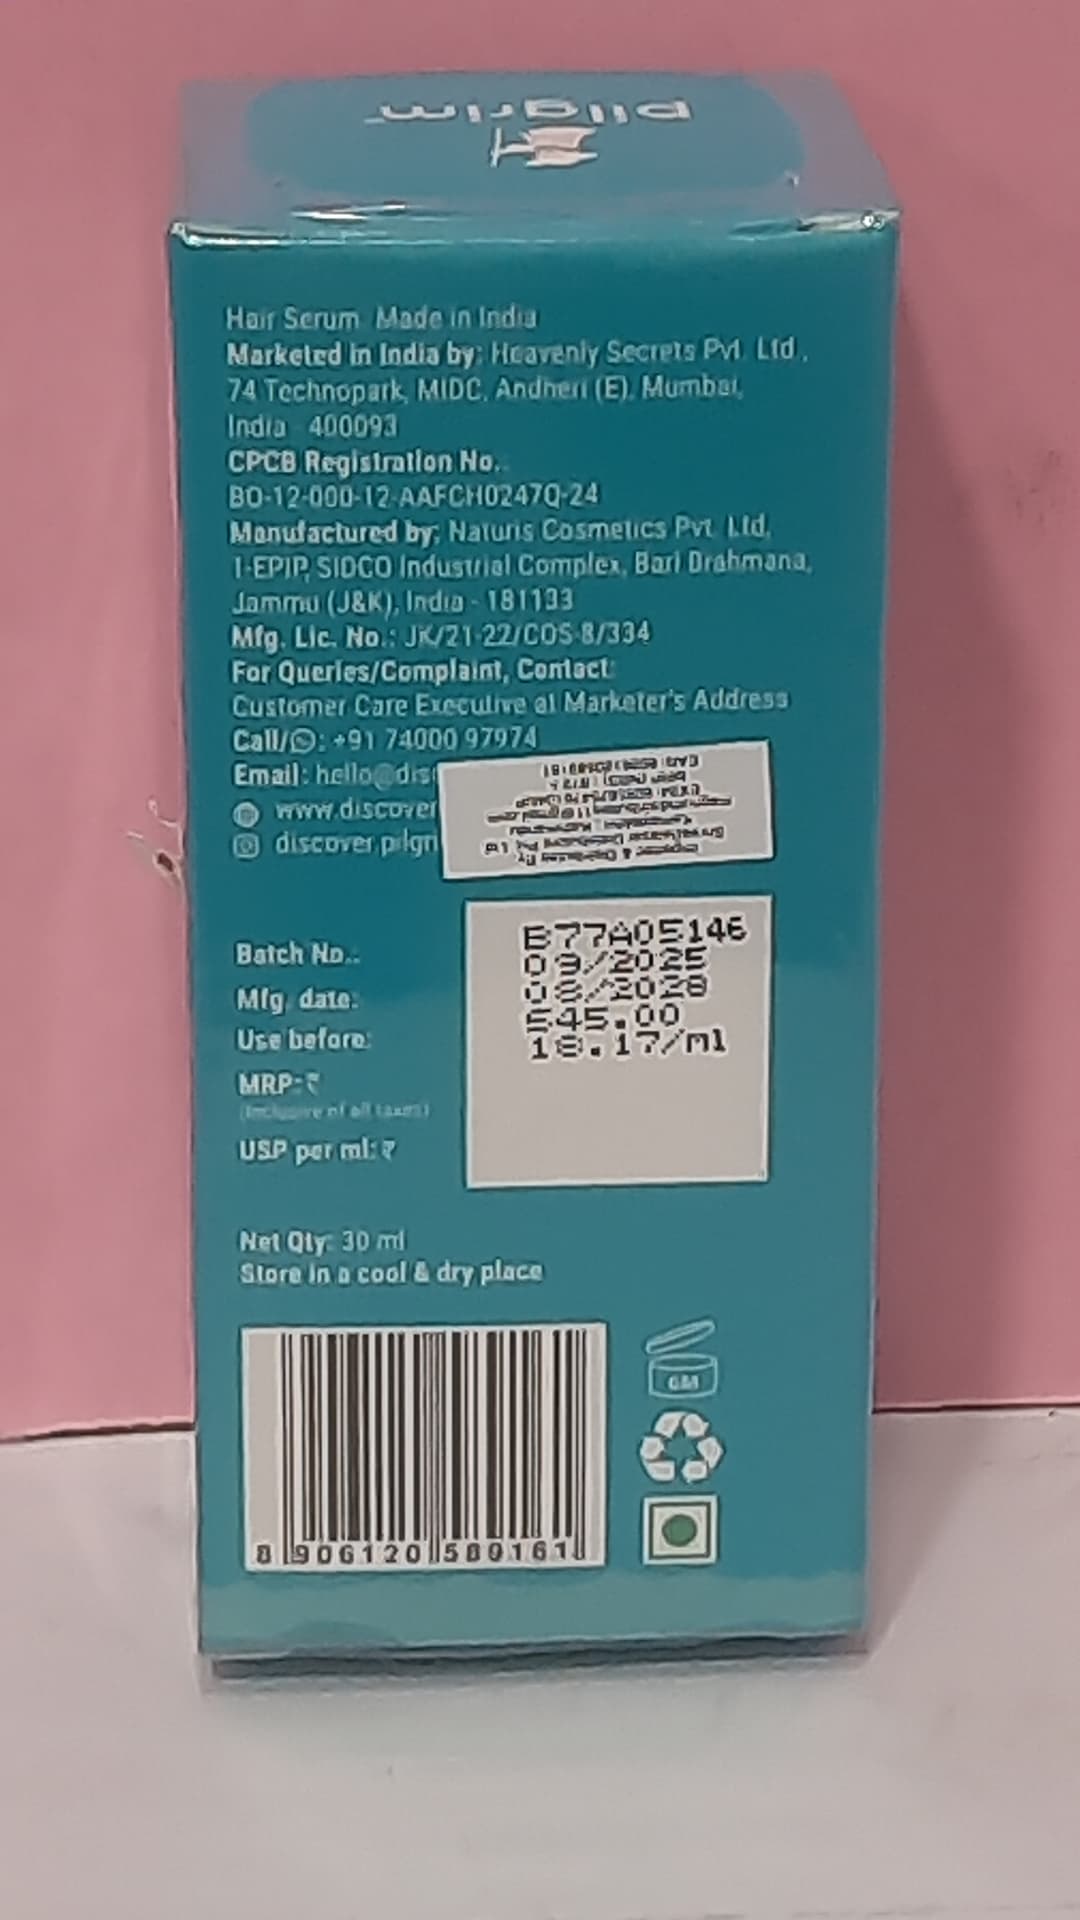 pilgrim
Hair Serum Made in India
Marketed in India by: Heavenly Secrets Pvt. Ltd.,
74 Technopark, MIDC, Andheri (E), Mumbai,
India 400093
CPCB Registration No.
BO-12-000-12-AAFCH0247Q-24
Manufactured by: Naturis Cosmetics Pvt. Ltd.
1-EPIP, SIDCO Industrial Complex, Bari Brahmana,
Jammu (J&K), India - 181133
Mfg. Lic. No.: JK/21-22/COS-8/334
For Queries/Complaint, Contact:
Customer Care Executive at Marketer's Address
Call/: +91 74000 97974
Email: hello@dis
www.discover
discover.pilgri
Batch No.: B77A05146
Mfg. date: 09/2025
Use before: 08/2028
MRP: ₹ 545.00
(Inclusive of all taxes)
USP per ml: ₹ 18.17/ml
Net Qty: 30 ml
Store in a cool & dry place
6M
8 906120 589161